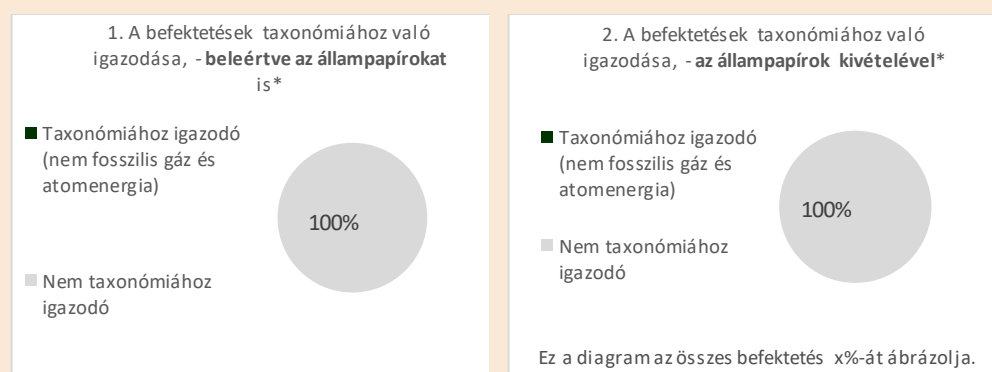 1. A befektetések taxonómiához való
igazodása, - beleértve az állampapírokat
is*
Taxonómiához igazodó
(nem fosszilis gáz és
atomenergia)
100%
Nem taxonómiához
igazodó
2. A befektetések taxonómiához való
igazodása, - az állampapírok kivételével*
Taxonómiához igazodó
(nem fosszilis gáz és
atomenergia)
100%
Nem taxonómiához
igazodó
Ez a diagram az összes befektetés x%-át ábrázolja.